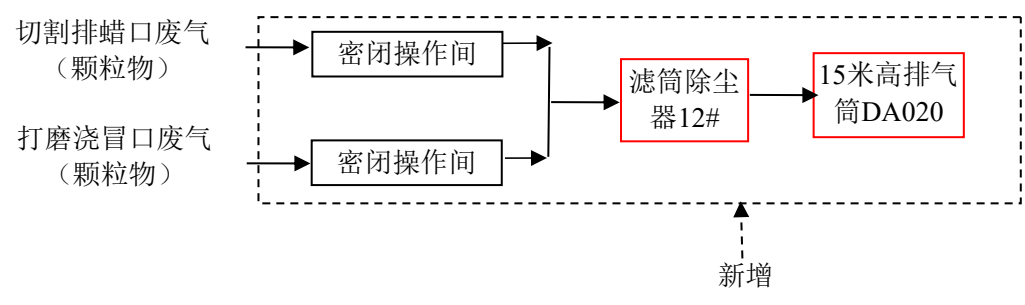 切割排蜡口废气
（颗粒物）
密闭操作间
打磨浇冒口废气
（颗粒物）
密闭操作间
滤筒除尘
器12#
15米高排气
筒DA020
新增